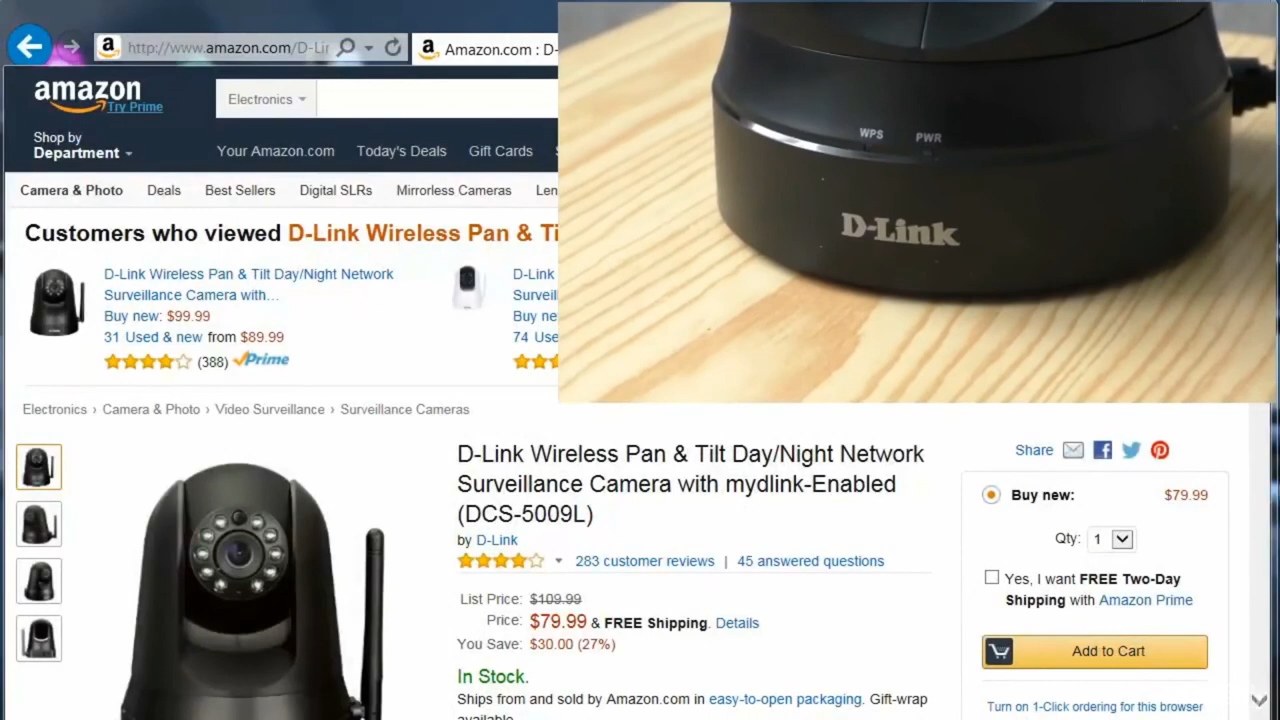 http://www.amazon.com/D-Lir
Amazon.com : D-
amazon
Try Prime
Electronics
Shop by
Department
Your Amazon.com
Today's Deals
Gift Cards
Camera & Photo
Deals
Best Sellers
Digital SLRs
Mirrorless Cameras
Len
Customers who viewed D-Link Wireless Pan & Ti
D-Link Wireless Pan & Tilt Day/Night Network
Surveillance Camera with…
Buy new: $99.99
31 Used & new from $89.99
(388) Prime
D-Link
Surveil
Buy ne
74 Use
WPS PWR
D-Link
Electronics › Camera & Photo › Video Surveillance › Surveillance Cameras
D-Link Wireless Pan & Tilt Day/Night Network
Surveillance Camera with mydlink-Enabled
(DCS-5009L)
by D-Link
283 customer reviews | 45 answered questions
List Price: $109.99
Price: $79.99 & FREE Shipping. Details
You Save: $30.00 (27%)
In Stock.
Ships from and sold by Amazon.com in easy-to-open packaging. Gift-wrap
available.
Share
Buy new: $79.99
Qty: 1
Yes, I want FREE Two-Day
Shipping with Amazon Prime
Add to Cart
Turn on 1-Click ordering for this browser